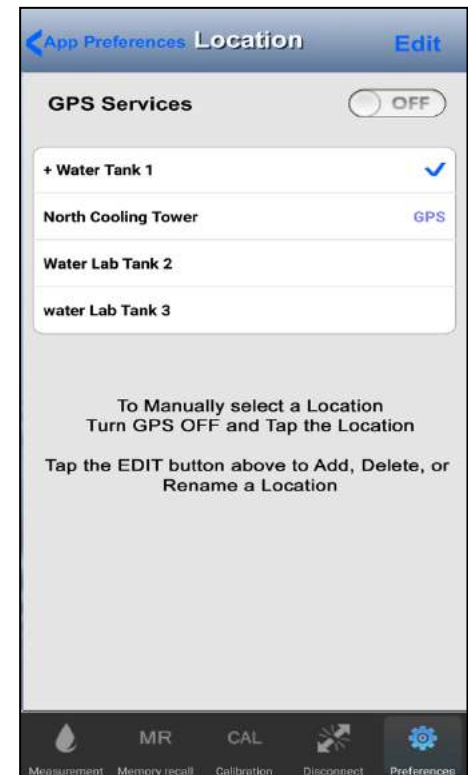 App Preferences Location Edit
GPS Services OFF
+ Water Tank 1
North Cooling Tower GPS
Water Lab Tank 2
water Lab Tank 3
To Manually select a Location
Turn GPS OFF and Tap the Location
Tap the EDIT button above to Add, Delete, or
Rename a Location
MR CAL
Measurement Memory recall Calibration Disconnect Preferences